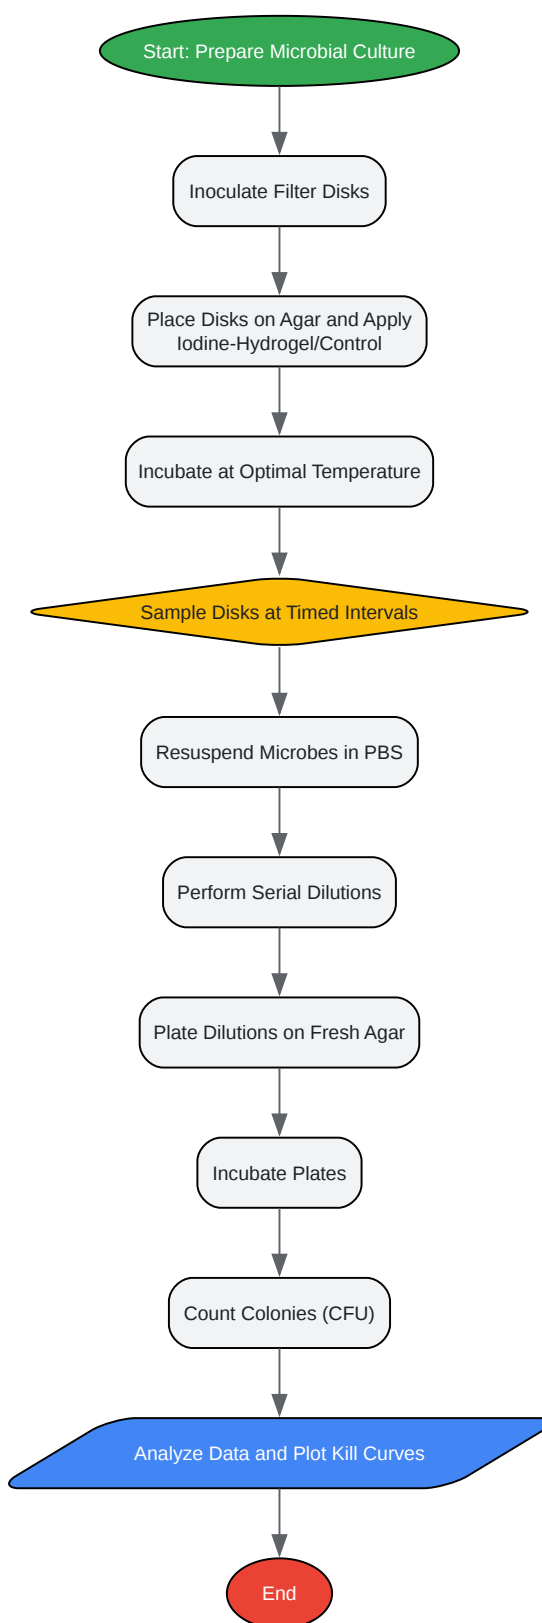 Start: Prepare Microbial Culture
Inoculate Filter Disks
Place Disks on Agar and Apply
Iodine-Hydrogel/Control
Incubate at Optimal Temperature
Sample Disks at Timed Intervals
Resuspend Microbes in PBS
Perform Serial Dilutions
Plate Dilutions on Fresh Agar
Incubate Plates
Count Colonies (CFU)
Analyze Data and Plot Kill Curves
End